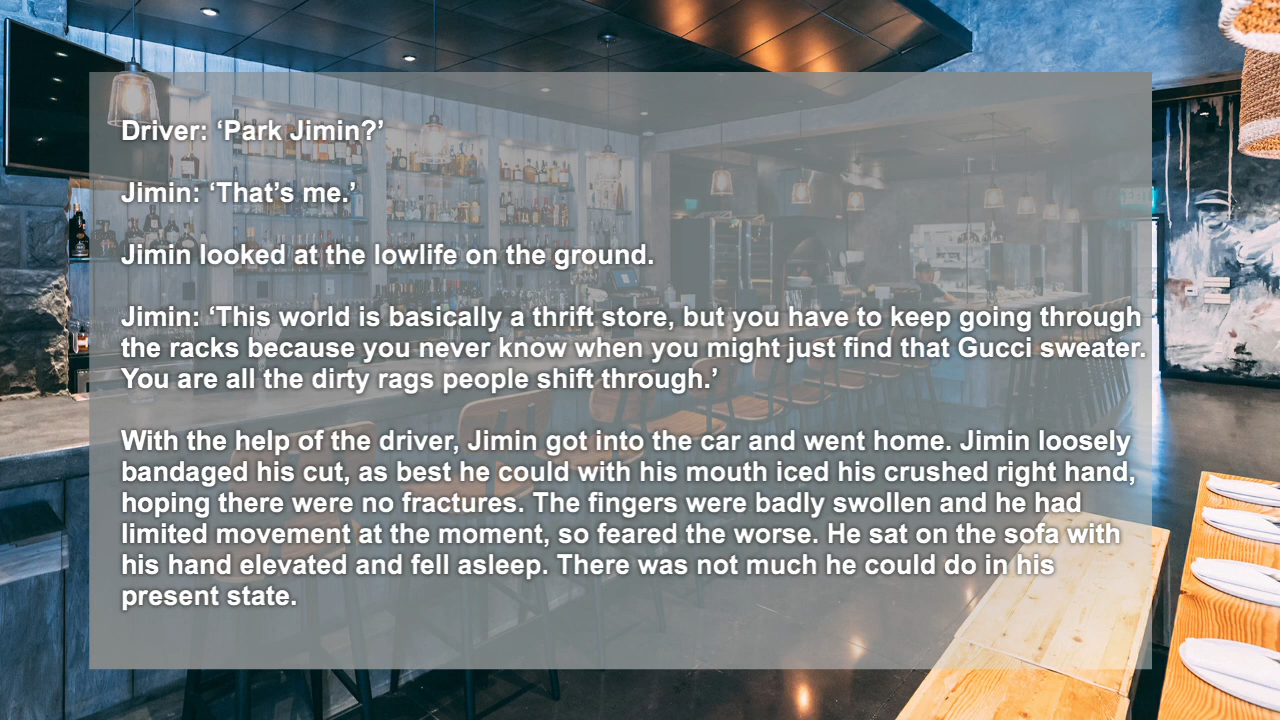 Driver: ‘Park Jimin?’
Jimin: ‘That’s me.’
Jimin looked at the lowlife on the ground.
Jimin: ‘This world is basically a thrift store, but you have to keep going through
the racks because you never know when you might just find that Gucci sweater.
You are all the dirty rags people shift through.’
With the help of the driver, Jimin got into the car and went home. Jimin loosely
bandaged his cut, as best he could with his mouth iced his crushed right hand,
hoping there were no fractures. The fingers were badly swollen and he had
limited movement at the moment, so feared the worse. He sat on the sofa with
his hand elevated and fell asleep. There was not much he could do in his
present state.